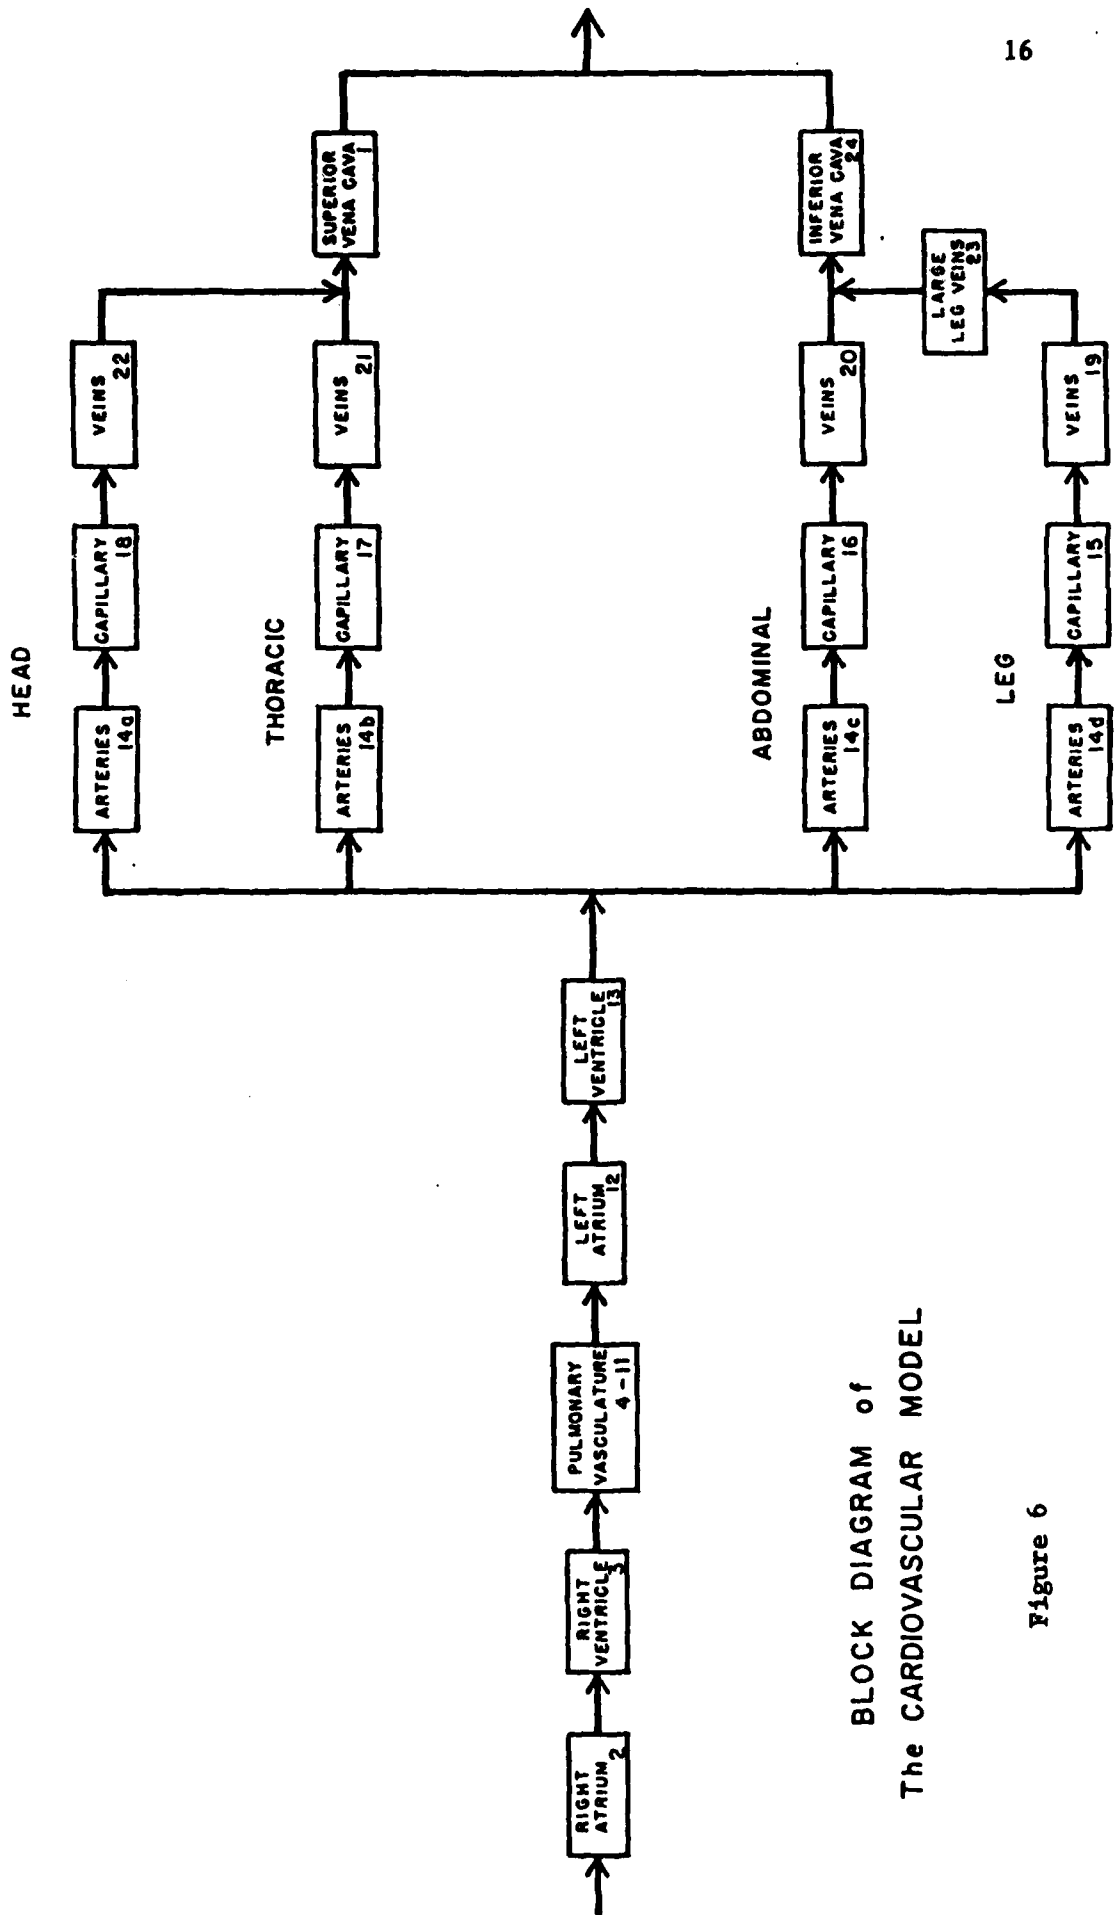 16
HEAD
ARTERIES
14a
CAPILLARY
18
VEINS
22
THORACIC
ARTERIES
14b
CAPILLARY
17
VEINS
21
SUPERIOR
VENA CAVA
1
RIGHT
ATRIUM
2
RIGHT
VENTRICLE
3
PULMONARY
VASCULATURE
4-11
LEFT
ATRIUM
12
LEFT
VENTRICLE
13
ABDOMINAL
ARTERIES
14c
CAPILLARY
16
VEINS
20
INFERIOR
VENA CAVA
24
LARGE
LEG VEINS
23
LEG
ARTERIES
14d
CAPILLARY
15
VEINS
19
BLOCK DIAGRAM of
The CARDIOVASCULAR MODEL
Figure 6